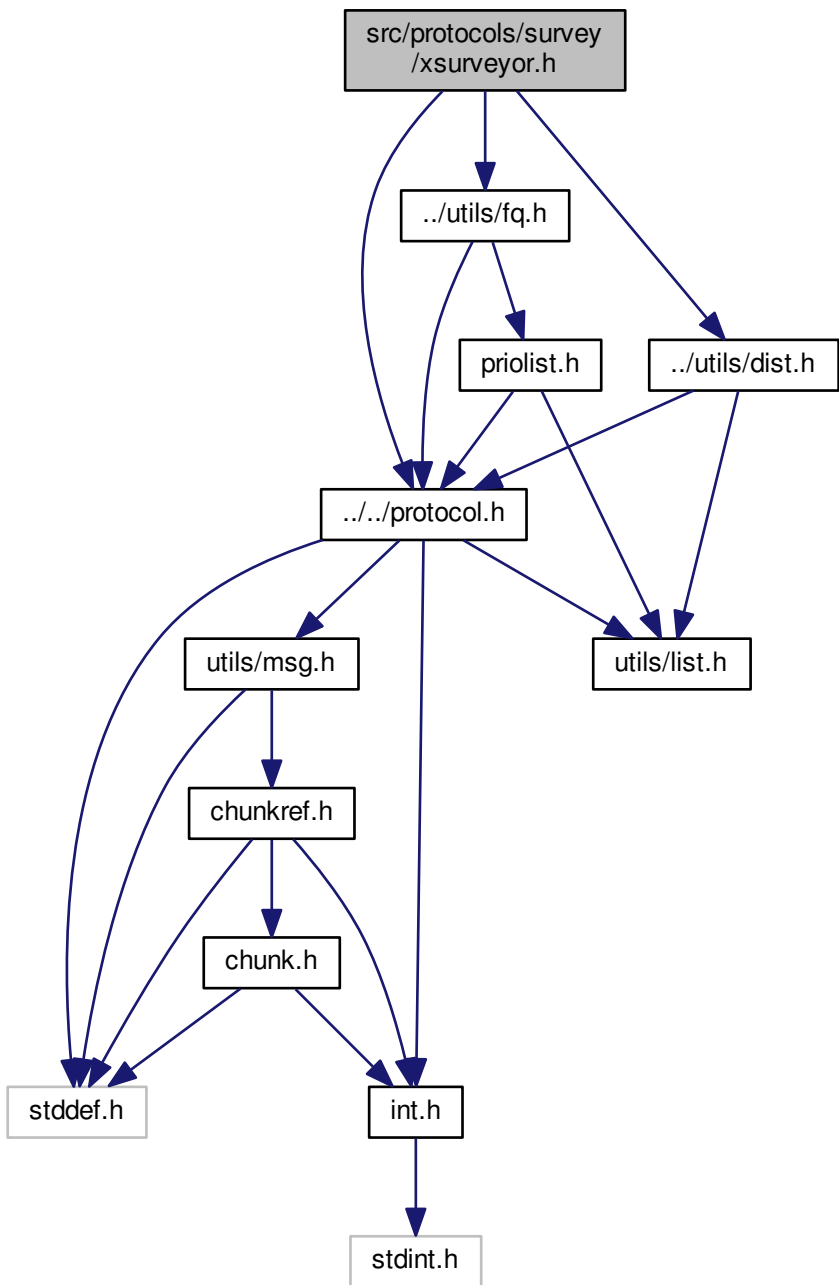 src/protocols/survey
/xsurveyor.h
../utils/fq.h
priolist.h
../utils/dist.h
../../protocol.h
utils/msg.h
utils/list.h
chunkref.h
chunk.h
stddef.h
int.h
stdint.h